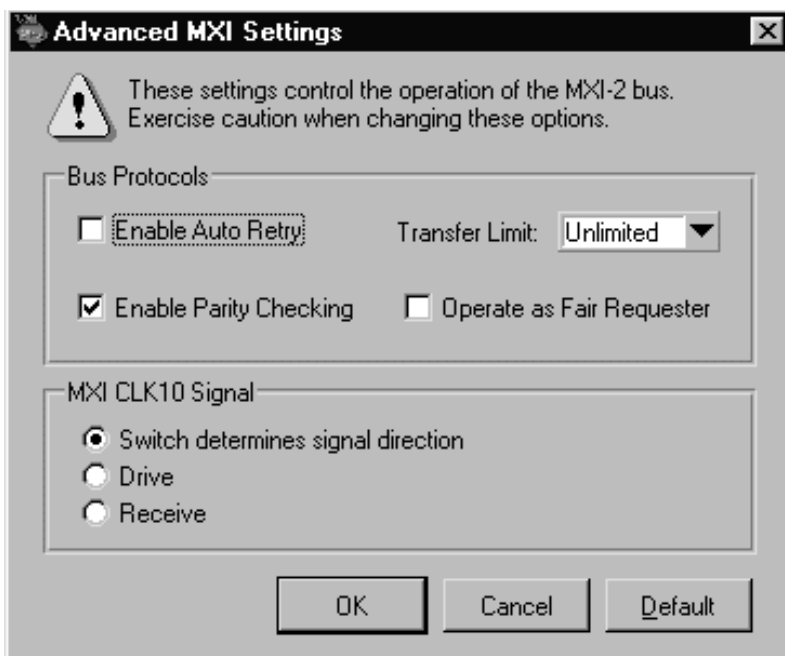 Advanced MXI Settings
These settings control the operation of the MXI-2 bus.
Exercise caution when changing these options.
Bus Protocols
Enable Auto Retry
Transfer Limit: Unlimited
Enable Parity Checking
Operate as Fair Requester
MXI CLK10 Signal
Switch determines signal direction
Drive
Receive
OK
Cancel
Default